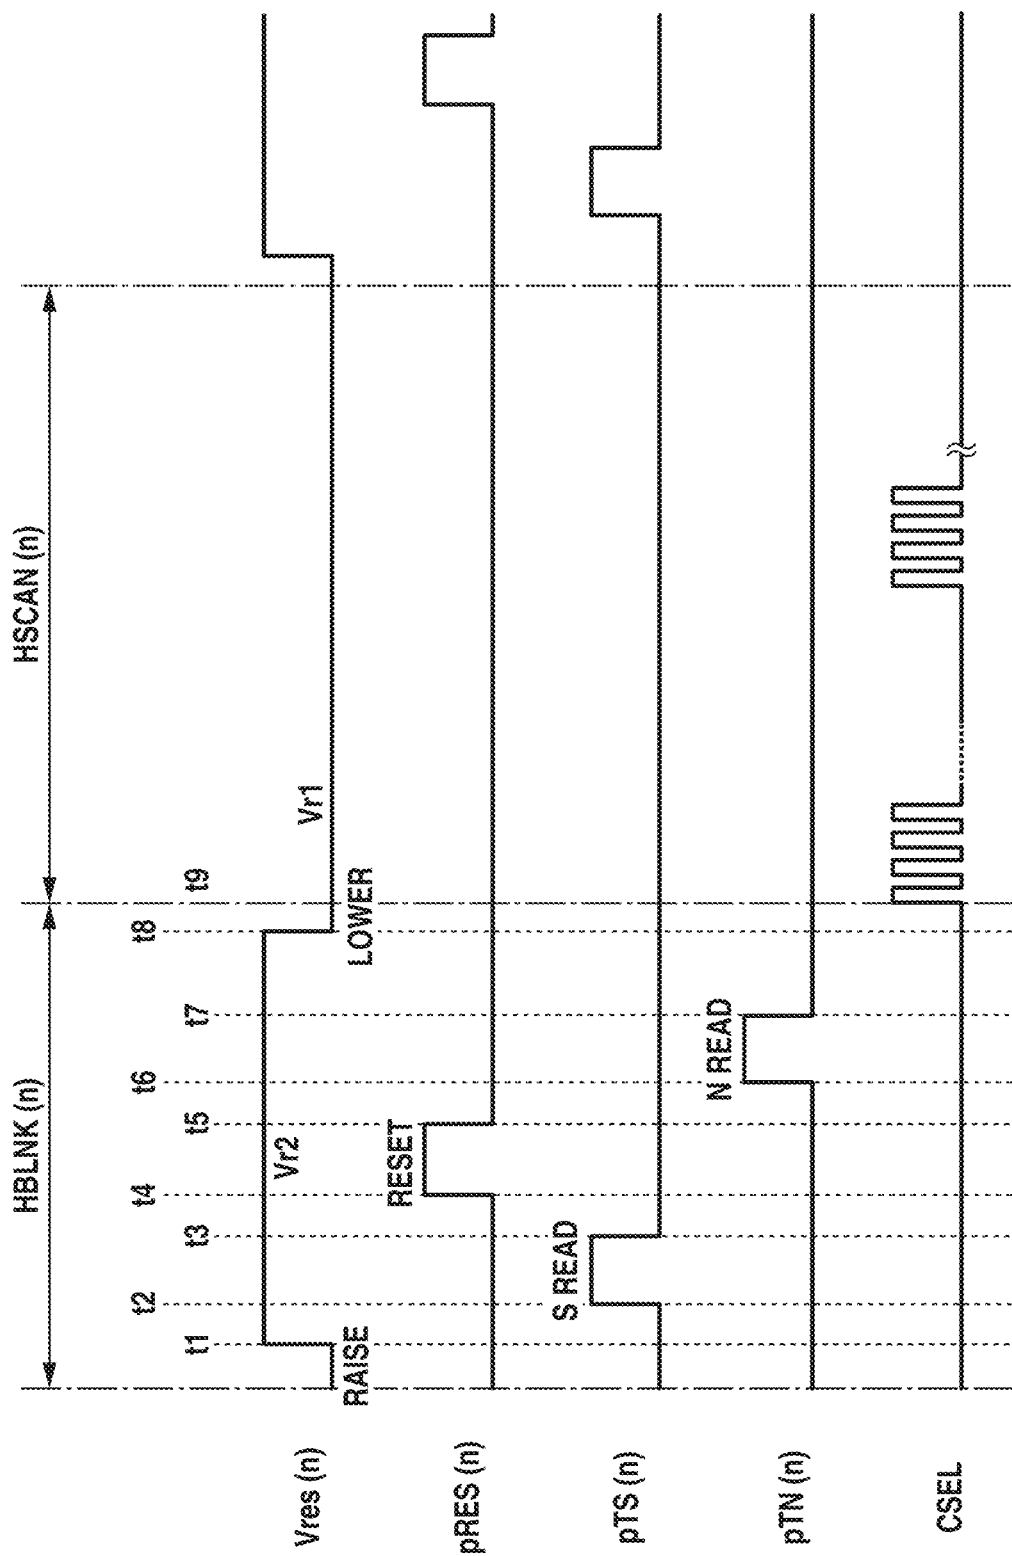 HBLNK (n)
HSCAN (n)
t1
t2
t3
t4
t5
t6
t7
t8
t9
Vres (n)
RAISE
Vr2
LOWER
Vr1
pRES (n)
RESET
pTS (n)
S READ
pTN (n)
N READ
CSEL